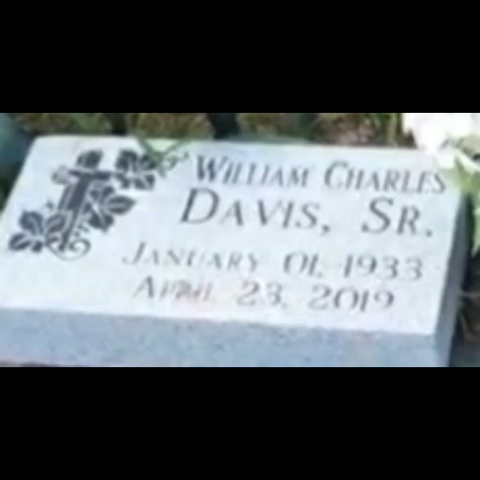 William Charles
Davis, Sr.
January 01, 1933
April 23, 2019